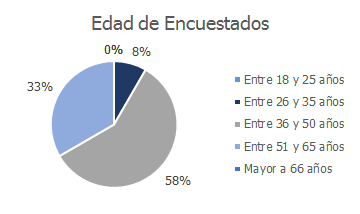 Edad de Encuestados
0%
8%
33%
58%
Entre 18 y 25 años
Entre 26 y 35 años
Entre 36 y 50 años
Entre 51 y 65 años
Mayor a 66 años